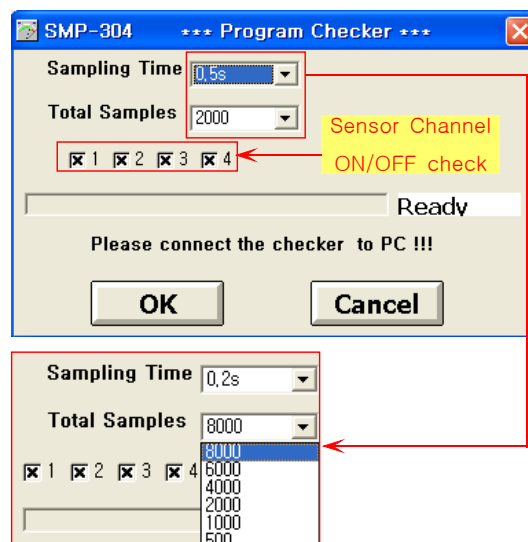 SMP-304 *** Program Checker ***
Sampling Time 0,5s
Total Samples 2000
1 2 3 4
Sensor Channel
ON/OFF check
Ready
Please connect the checker to PC !!!
OK Cancel
Sampling Time 0,2s
Total Samples 8000
8000
1 2 3 4 6000
4000
2000
1000
500